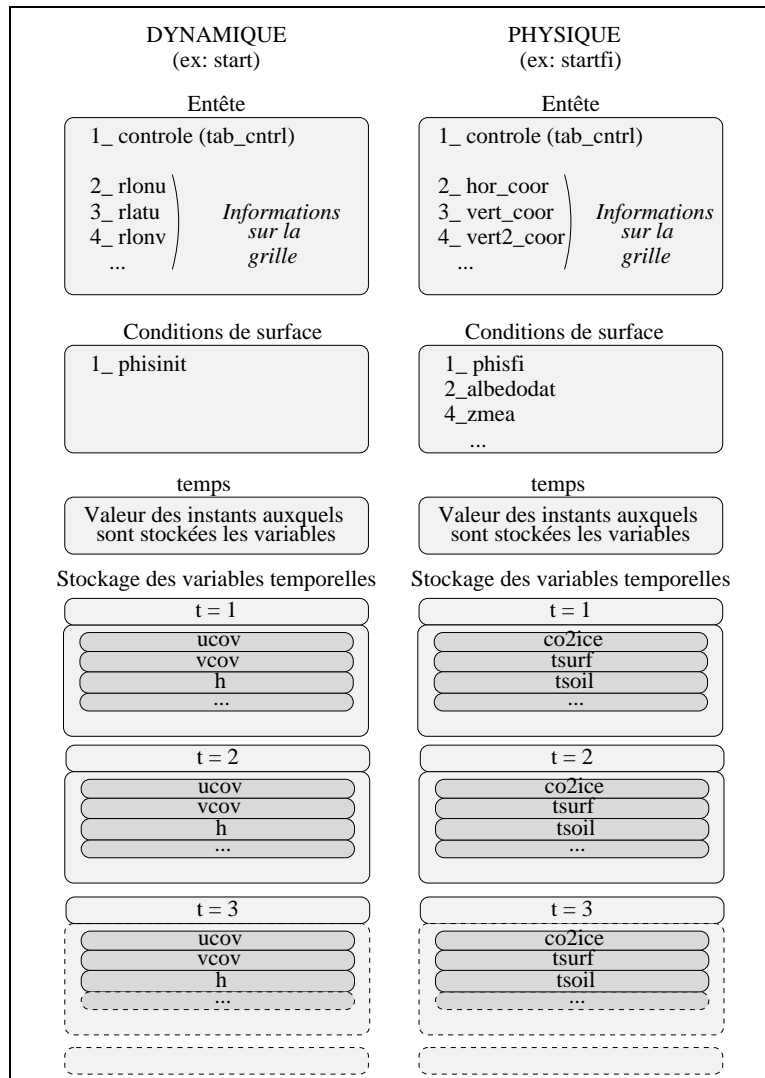 DYNAMIQUE
(ex: start)
Entête
1_ controle (tab_cntrl)
2_ rlonu
3_ rlatu
4_ rlonv
...
Informations
sur la
grille
Conditions de surface
1_ phisinit
temps
Valeur des instants auxquels
sont stockées les variables
Stockage des variables temporelles
t = 1
ucov
vcov
h
...
t = 2
ucov
vcov
h
...
t = 3
ucov
vcov
h
...
PHYSIQUE
(ex: startfi)
Entête
1_ controle (tab_cntrl)
2_ hor_coor
3_ vert_coor
4_ vert2_coor
...
Informations
sur la
grille
Conditions de surface
1_ phisfi
2_albedodat
4_zmea
...
temps
Valeur des instants auxquels
sont stockées les variables
Stockage des variables temporelles
t = 1
co2ice
tsurf
tsoil
...
t = 2
co2ice
tsurf
tsoil
...
t = 3
co2ice
tsurf
tsoil
...